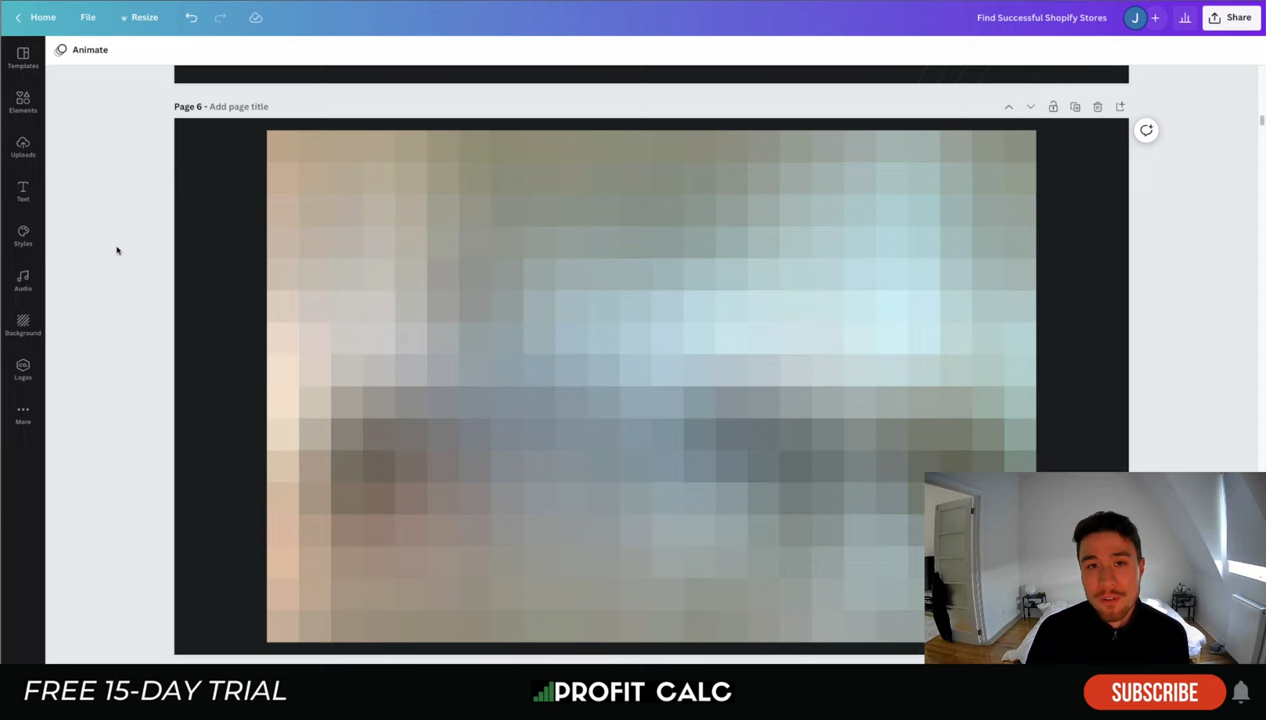 Home File Resize Find Successful Shopify Stores J + Share
Animate
Templates
Elements
Uploads
Text
Styles
Audio
Background
Logos
More
Page 6 - Add page title
FREE 15-DAY TRIAL PROFIT CALC SUBSCRIBE